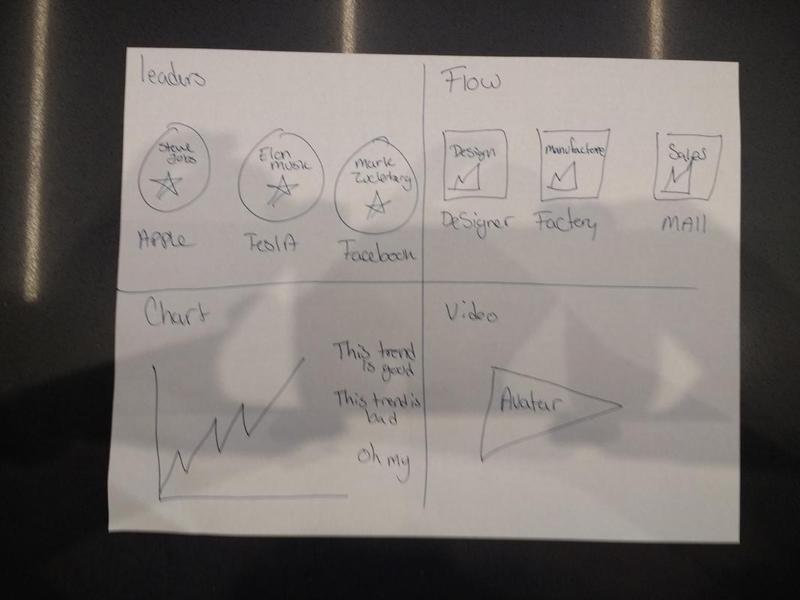 leaders
Steve
Jobs
Elon
musk
mark
Zuckerbarg
Apple
TeslA
Facebook
Flow
Design
manufacture
Sales
DeSigner
Factory
MAll
Chart
This trend
is good
This trend is
bad
Oh my
Video
Avatar